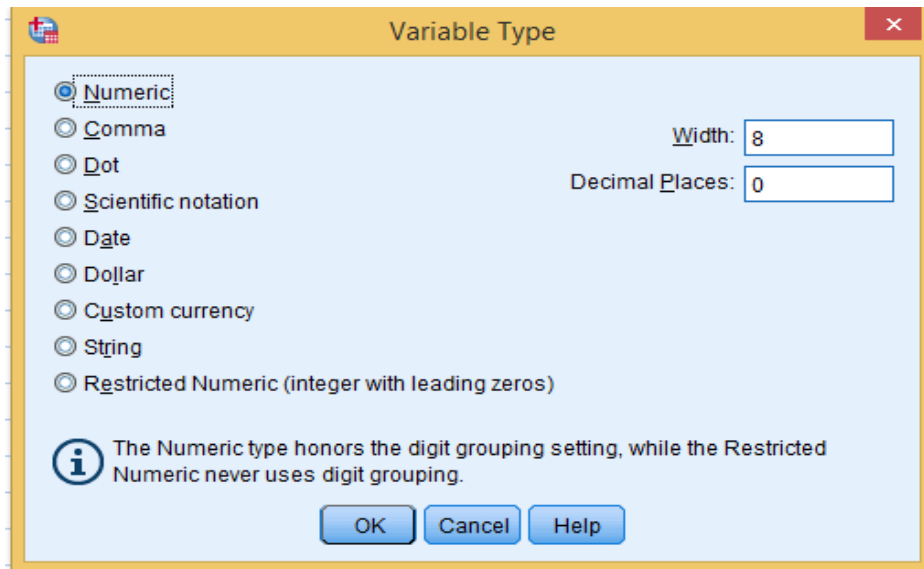 Variable Type
Numeric
Comma
Width: 8
Dot
Decimal Places: 0
Scientific notation
Date
Dollar
Custom currency
String
Restricted Numeric (integer with leading zeros)
The Numeric type honors the digit grouping setting, while the Restricted
Numeric never uses digit grouping.
OK Cancel Help